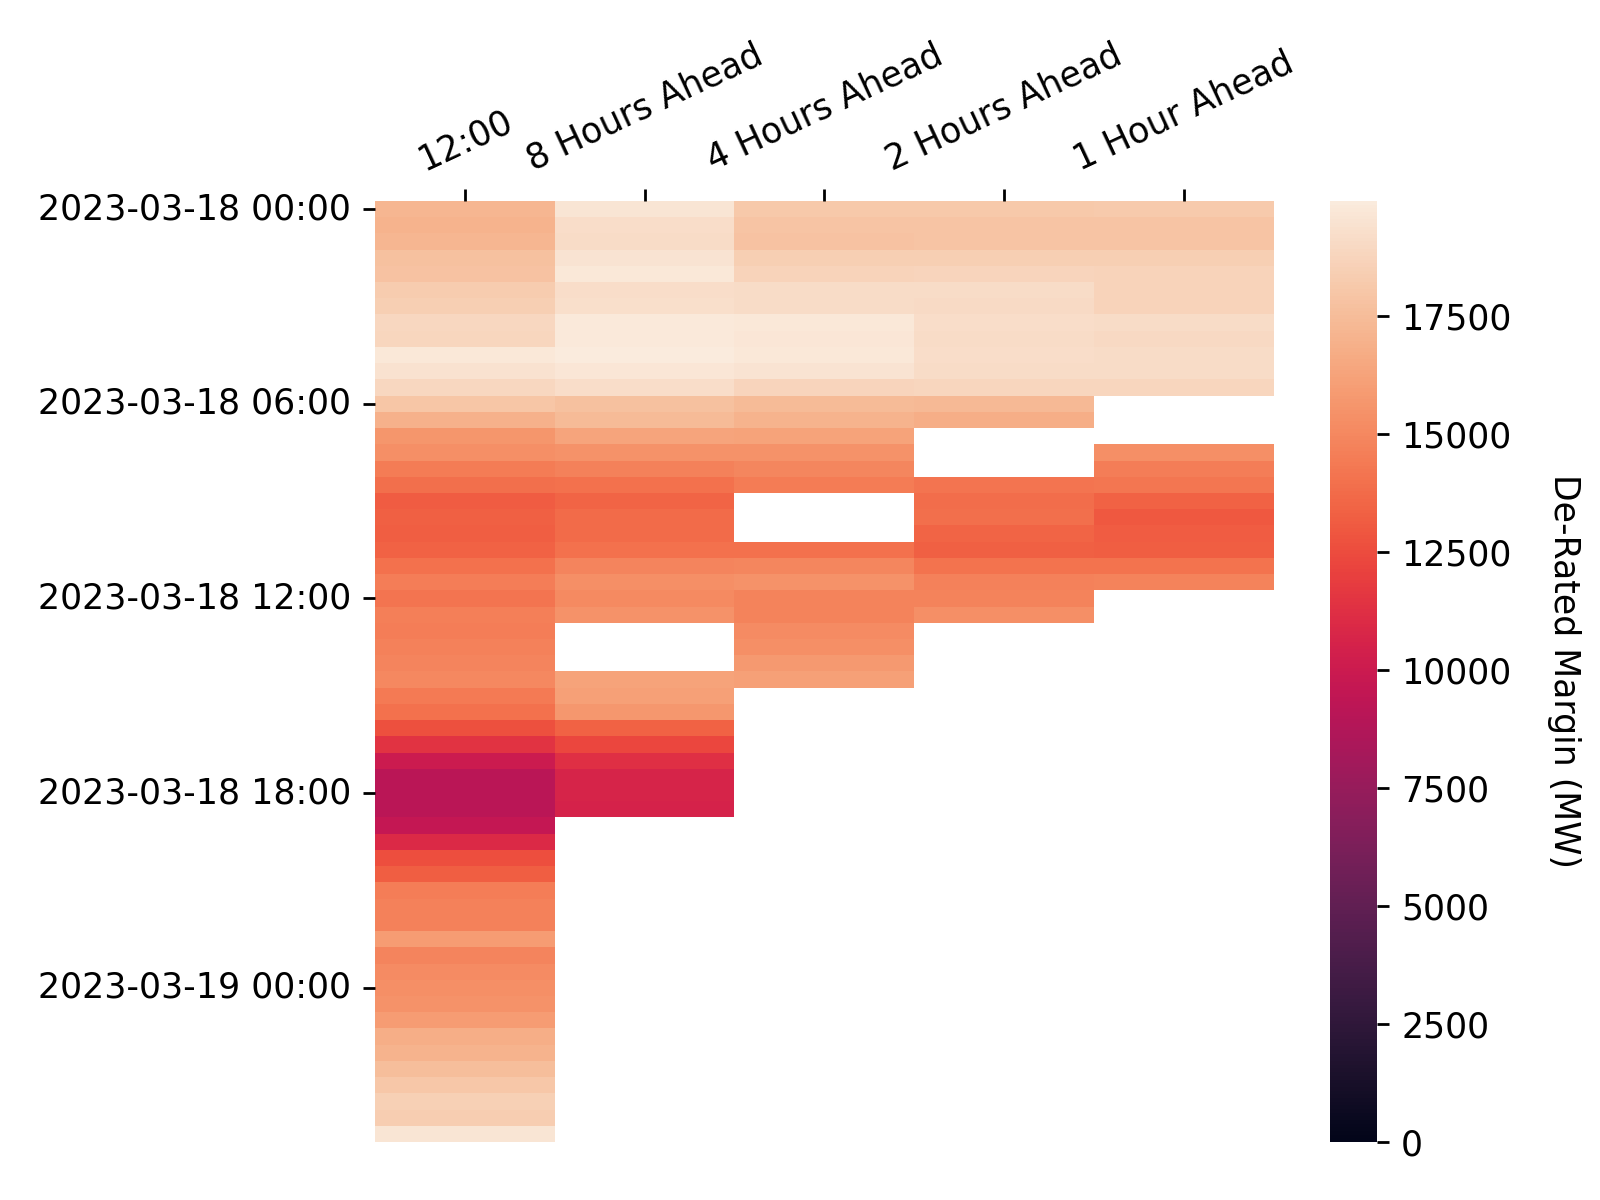 12:00
8 Hours Ahead
4 Hours Ahead
2 Hours Ahead
1 Hour Ahead
2023-03-18 00:00
2023-03-18 06:00
2023-03-18 12:00
2023-03-18 18:00
2023-03-19 00:00
17500
15000
12500
10000
7500
5000
2500
0
De-Rated Margin (MW)